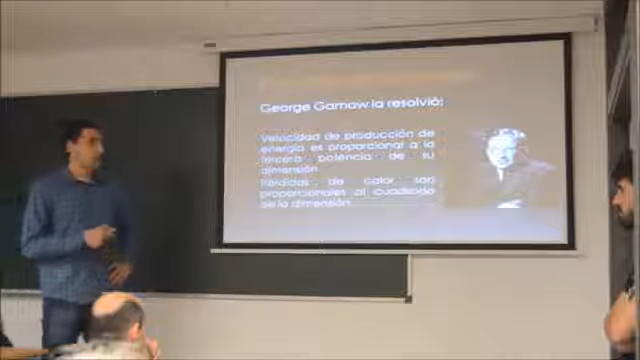 George Gamow la resolvió:
Velocidad de producción de
energía es proporcional a la
tercera potencia de su
dimensión
Pérdidas de calor son
proporcionales al cuadrado
de la dimensión